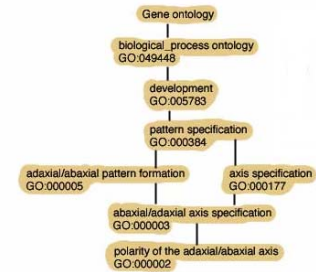 Gene ontology
biological_process ontology
GO:049448
development
GO:005783
pattern specification
GO:000384
adaxial/abaxial pattern formation
GO:000005
axis specification
GO:000177
abaxial/adaxial axis specification
GO:000003
polarity of the adaxial/abaxial axis
GO:000002